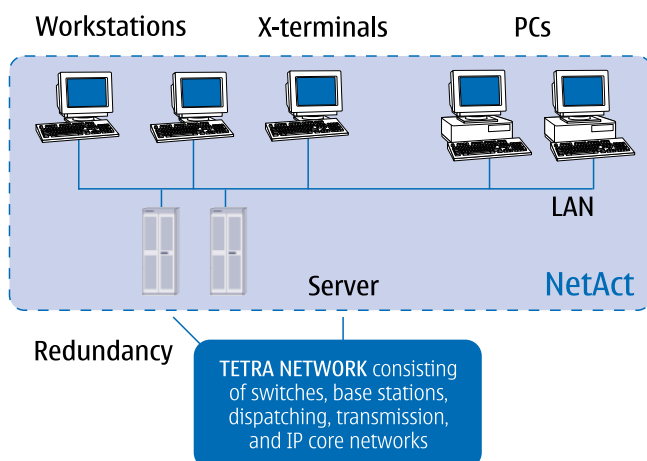 Workstations X-terminals PCs
LAN
Server NetAct
Redundancy
TETRA NETWORK consisting
of switches, base stations,
dispatching, transmission,
and IP core networks